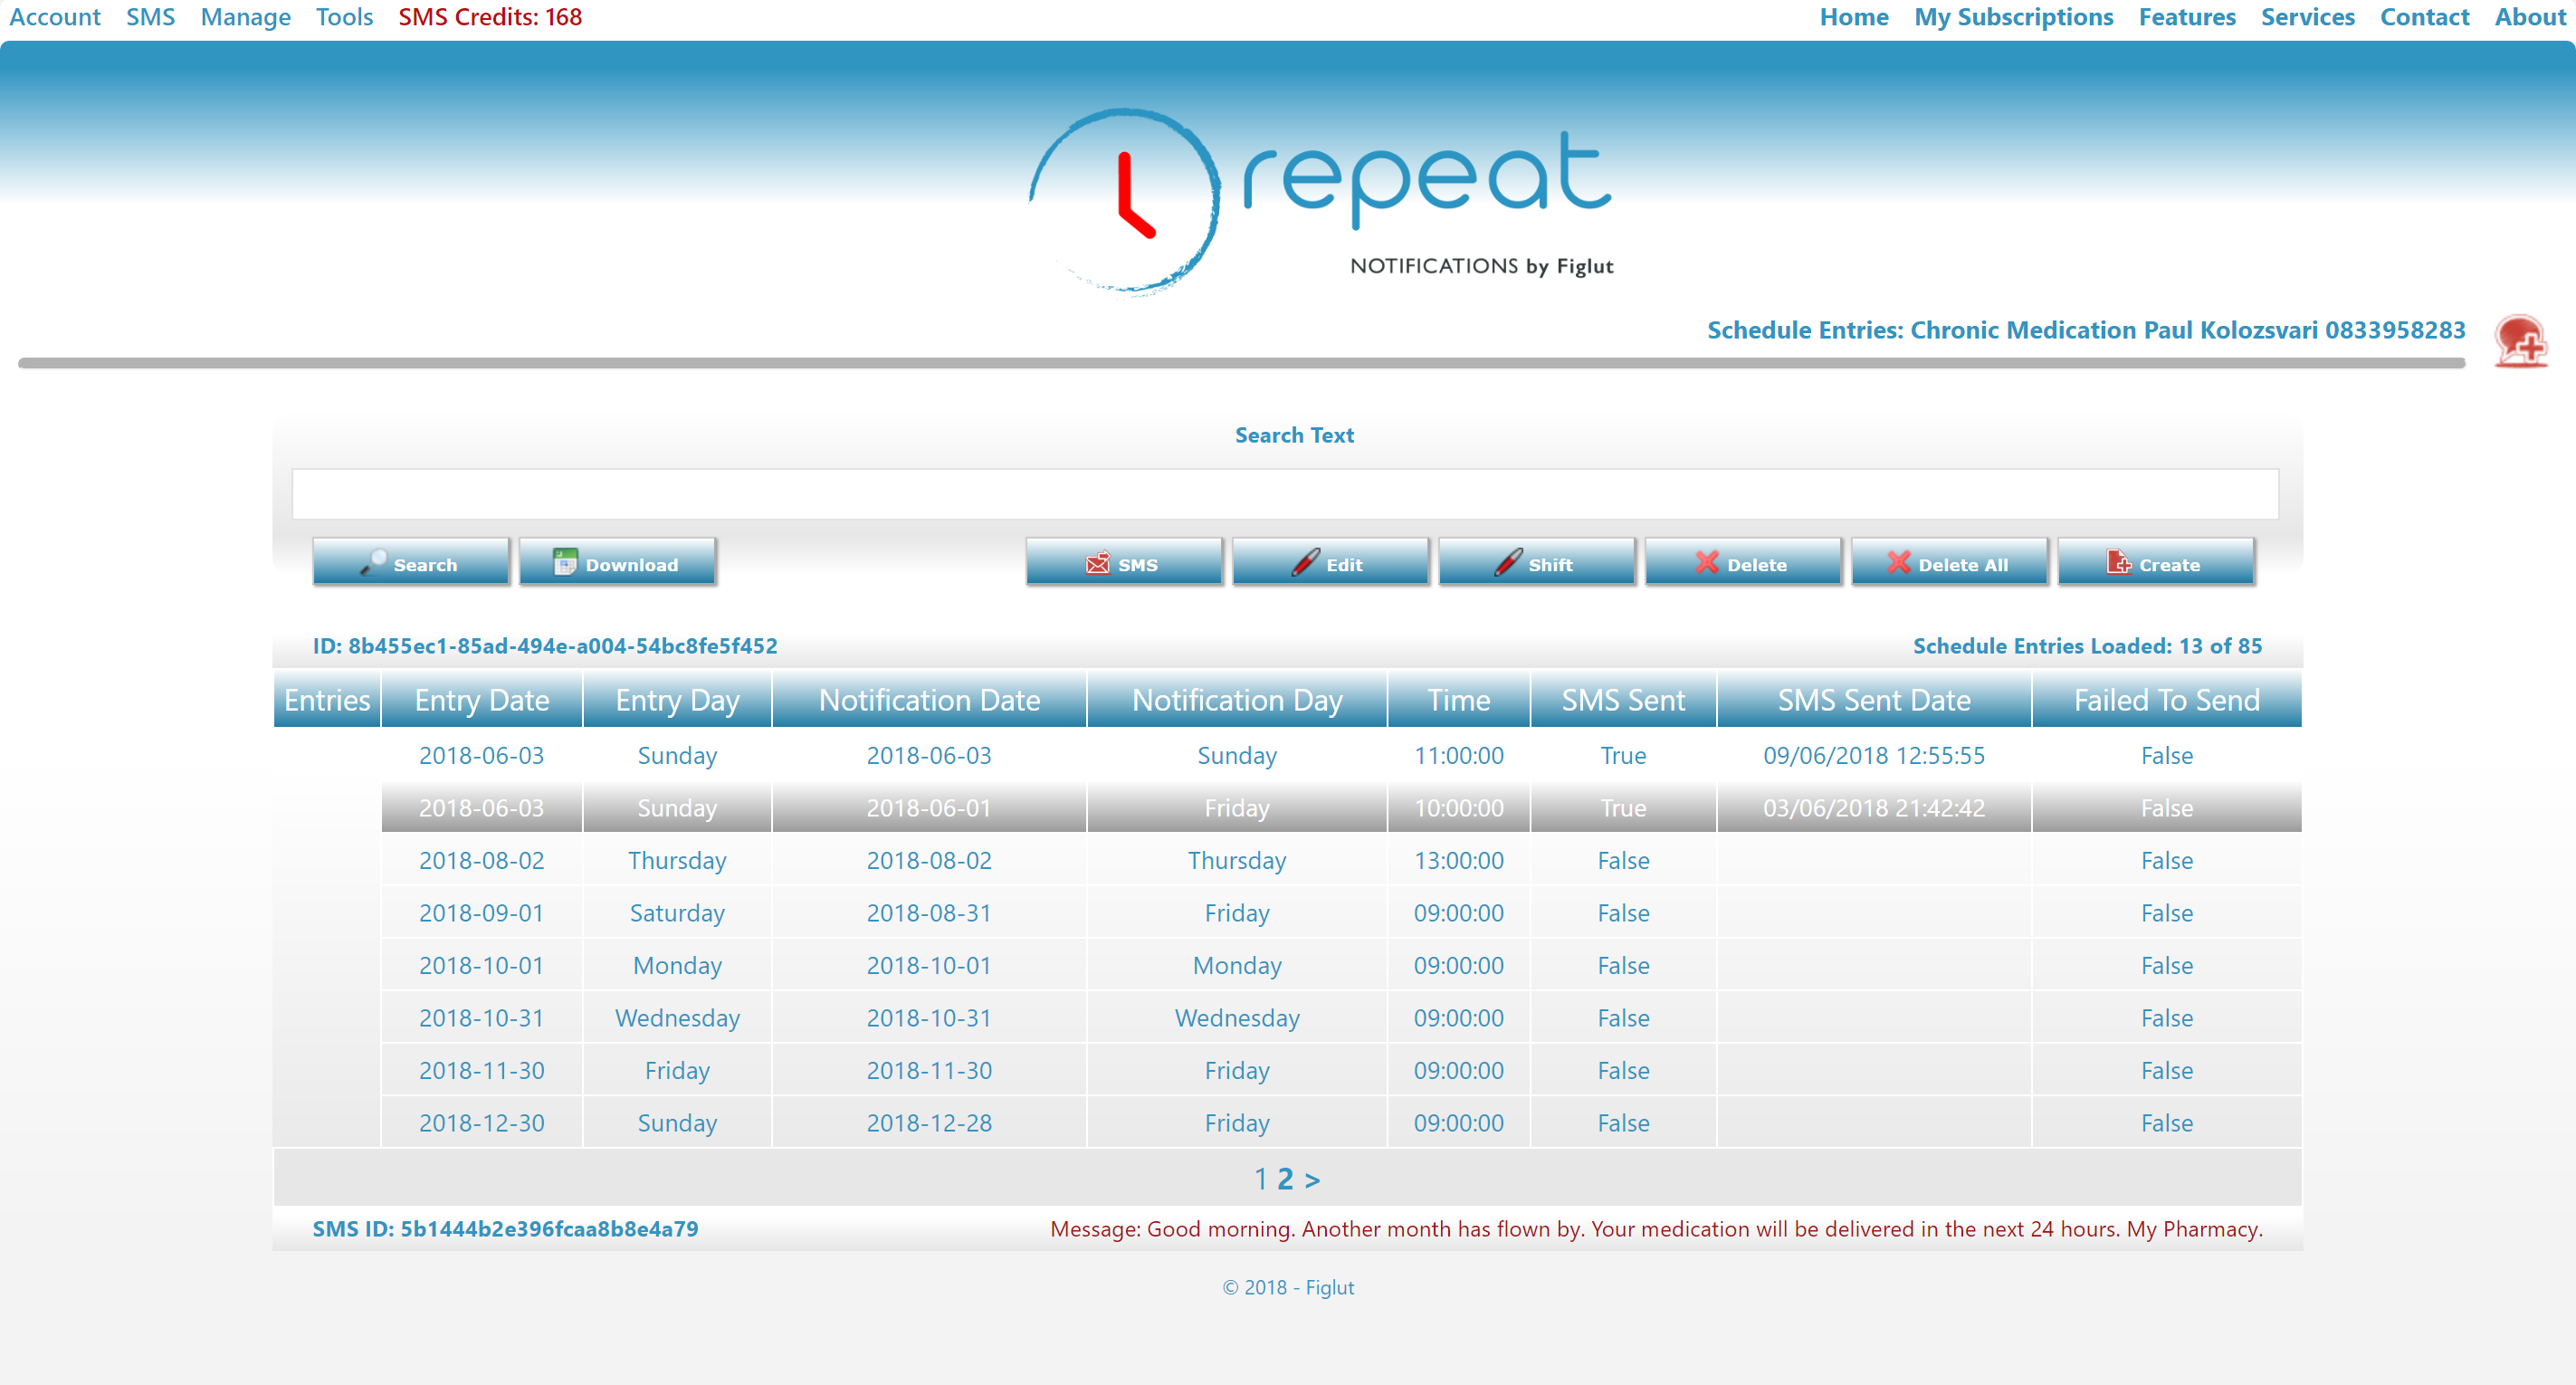 Account SMS Manage Tools SMS Credits: 168 Home My Subscriptions Features Services Contact About
repeat
NOTIFICATIONS by Figlut
Schedule Entries: Chronic Medication Paul Kolozsvari 0833958283
Search Text
Search Download SMS Edit Shift Delete Delete All Create
ID: 8b455ec1-85ad-494e-a004-54bc8fe5f452 Schedule Entries Loaded: 13 of 85
Entries Entry Date Entry Day Notification Date Notification Day Time SMS Sent SMS Sent Date Failed To Send
2018-06-03 Sunday 2018-06-03 Sunday 11:00:00 True 09/06/2018 12:55:55 False
2018-06-03 Sunday 2018-06-01 Friday 10:00:00 True 03/06/2018 21:42:42 False
2018-08-02 Thursday 2018-08-02 Thursday 13:00:00 False False
2018-09-01 Saturday 2018-08-31 Friday 09:00:00 False False
2018-10-01 Monday 2018-10-01 Monday 09:00:00 False False
2018-10-31 Wednesday 2018-10-31 Wednesday 09:00:00 False False
2018-11-30 Friday 2018-11-30 Friday 09:00:00 False False
2018-12-30 Sunday 2018-12-28 Friday 09:00:00 False False
1 2 >
SMS ID: 5b1444b2e396fcaa8b8e4a79 Message: Good morning. Another month has flown by. Your medication will be delivered in the next 24 hours. My Pharmacy.
© 2018 - Figlut